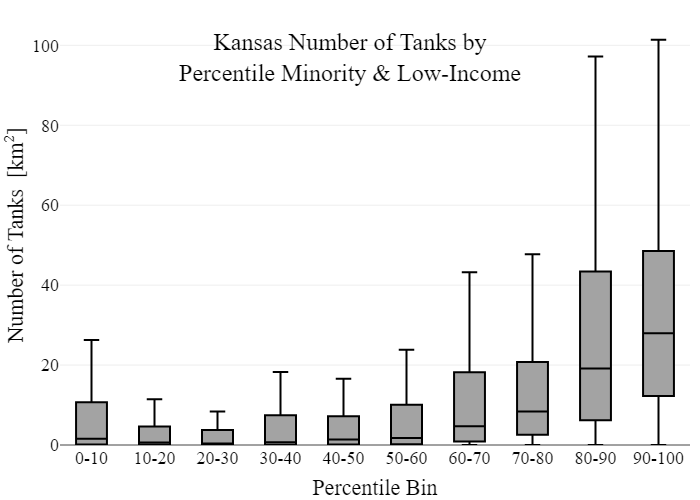 Kansas Number of Tanks by
Percentile Minority & Low-Income
Number of Tanks [km²]
100
80
60
40
20
0
0-10 10-20 20-30 30-40 40-50 50-60 60-70 70-80 80-90 90-100
Percentile Bin